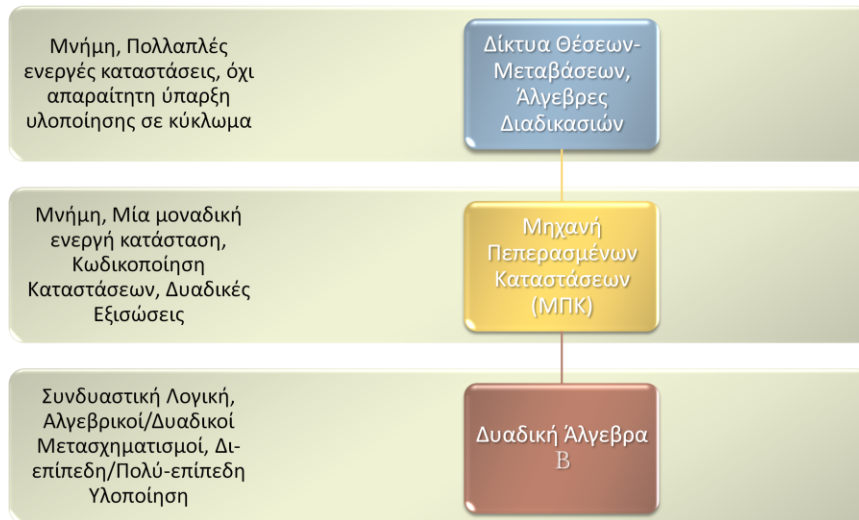 Μνήμη, Πολλαπλές
ενεργές καταστάσεις, όχι
απαραίτητη ύπαρξη
υλοποίησης σε κύκλωμα
Δίκτυα Θέσεων-
Μεταβάσεων,
Άλγεβρες
Διαδικασιών
Μνήμη, Μία μοναδική
ενεργή κατάσταση,
Κωδικοποίηση
Καταστάσεων, Δυαδικές
Εξισώσεις
Μηχανή
Πεπερασμένων
Καταστάσεων
(ΜΠΚ)
Συνδυαστική Λογική,
Αλγεβρικοί/Δυαδικοί
Μετασχηματισμοί, Δι-
επίπεδη/Πολύ-επίπεδη
Υλοποίηση
Δυαδική Άλγεβρα
B